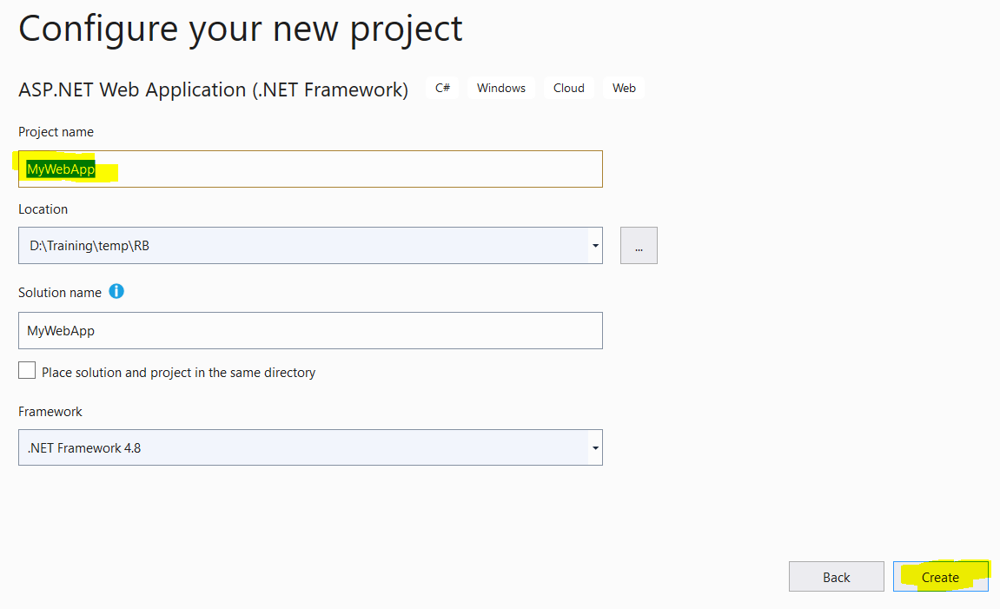 Configure your new project
ASP.NET Web Application (.NET Framework) C# Windows Cloud Web
Project name
MyWebApp
Location
D:\Training\temp\RB
...
Solution name
MyWebApp
Place solution and project in the same directory
Framework
.NET Framework 4.8
Back Create